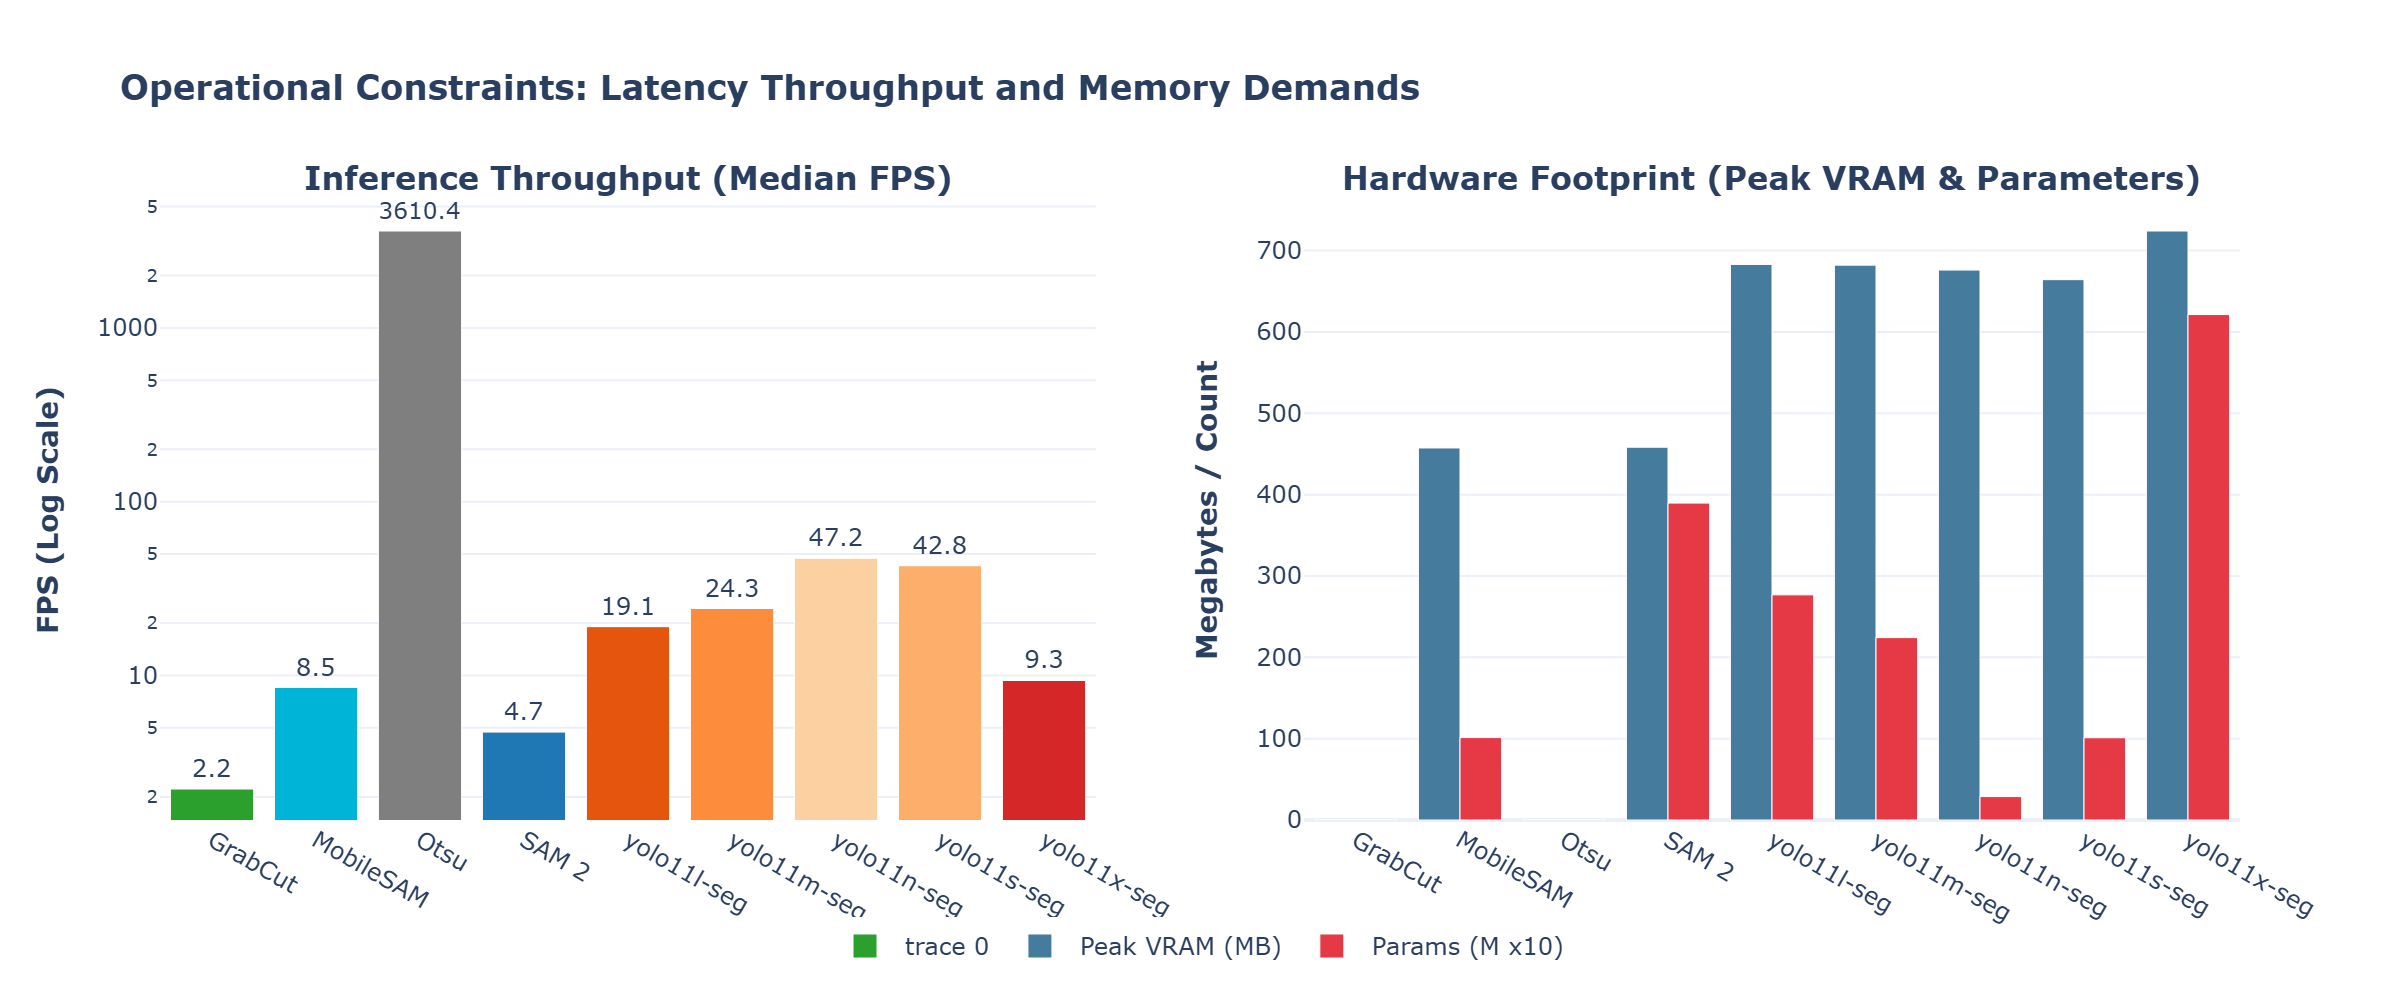 Operational Constraints: Latency Throughput and Memory Demands
Inference Throughput (Median FPS)
FPS (Log Scale)
5
2
1000
5
2
100
5
2
10
5
2
2.2
8.5
3610.4
4.7
19.1
24.3
47.2
42.8
9.3
GrabCut
MobileSAM
Otsu
SAM 2
yolo11l-seg
yolo11m-seg
yolo11n-seg
yolo11s-seg
yolo11x-seg
Hardware Footprint (Peak VRAM & Parameters)
Megabytes / Count
700
600
500
400
300
200
100
0
GrabCut
MobileSAM
Otsu
SAM 2
yolo11l-seg
yolo11m-seg
yolo11n-seg
yolo11s-seg
yolo11x-seg
trace 0
Peak VRAM (MB)
Params (M x10)